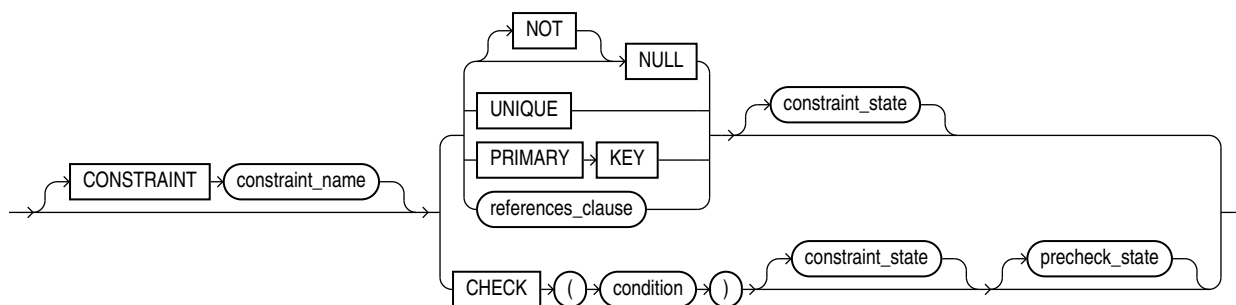 NOT
NULL
UNIQUE
constraint_state
PRIMARY KEY
CONSTRAINT constraint_name
references_clause
constraint_state precheck_state
CHECK ( condition )